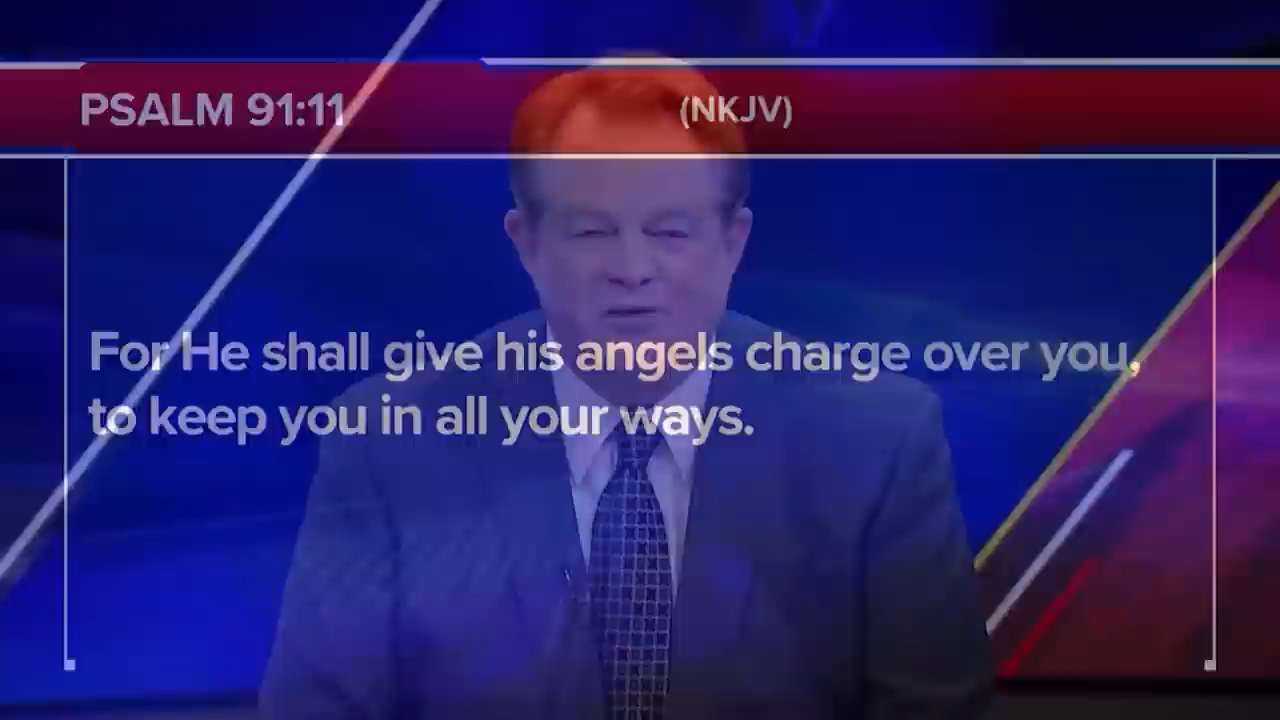 PSALM 91:11 (NKJV)
For He shall give his angels charge over you,
to keep you in all your ways.